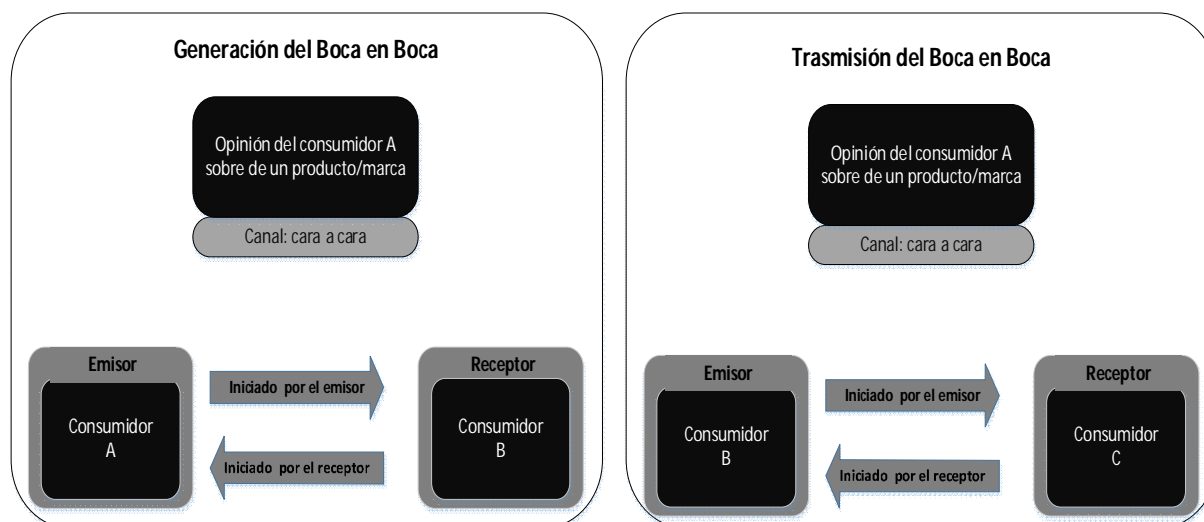 Generación del Boca en Boca
Opinión del consumidor A
sobre de un producto/marca
Canal: cara a cara
Emisor
Consumidor
A
Iniciado por el emisor
Iniciado por el receptor
Receptor
Consumidor
B
Trasmisión del Boca en Boca
Opinión del consumidor A
sobre de un producto/marca
Canal: cara a cara
Emisor
Consumidor
B
Iniciado por el emisor
Iniciado por el receptor
Receptor
Consumidor
C